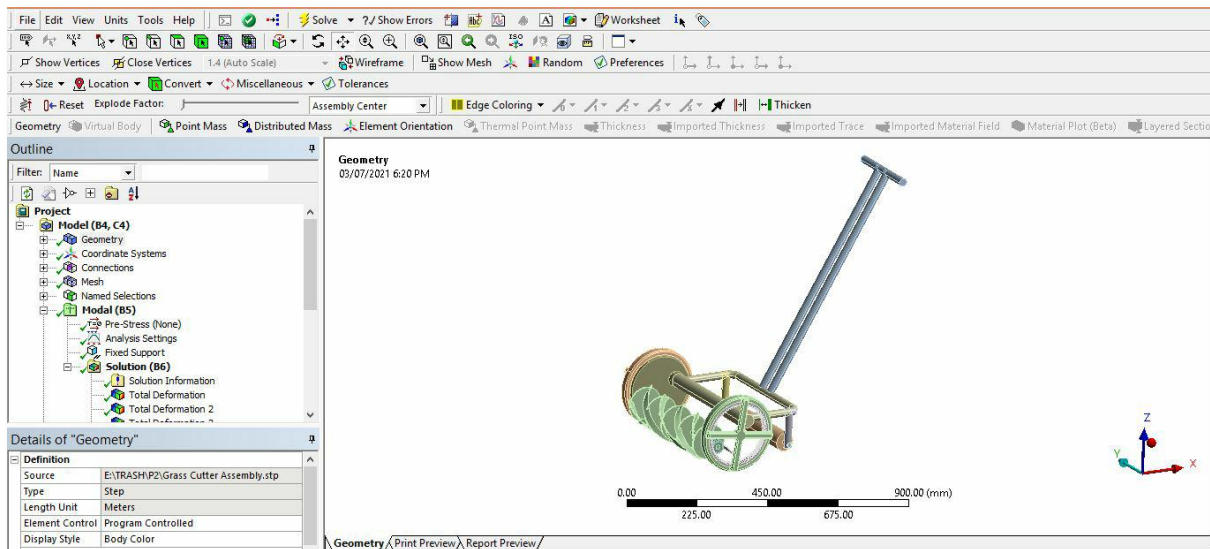 File Edit View Units Tools Help Solve ?✓ Show Errors Worksheet
Show Vertices Close Vertices 1.4 (Auto Scale) Wireframe Show Mesh Random Preferences
Size Location Convert Miscellaneous Tolerances
Reset Explode Factor: Assembly Center Edge Coloring Thicken
Geometry Virtual Body Point Mass Distributed Mass Element Orientation Thermal Point Mass Thickness Imported Thickness Imported Trace Imported Material Field Material Plot (Beta) Layered Sectio
Outline
Filter: Name
Project
Model (B4, C4)
Geometry
Coordinate Systems
Connections
Mesh
Named Selections
Modal (B5)
Pre-Stress (None)
Analysis Settings
Fixed Support
Solution (B6)
Solution Information
Total Deformation
Total Deformation 2
Total Deformation 3
Details of "Geometry"
Definition
Source E:\TRASH\P2\Grass Cutter Assembly.stp
Type Step
Length Unit Meters
Element Control Program Controlled
Display Style Body Color
Geometry
03/07/2021 6:20 PM
Z
Y
X
0.00 450.00 900.00 (mm)
225.00 675.00
Geometry Print Preview Report Preview